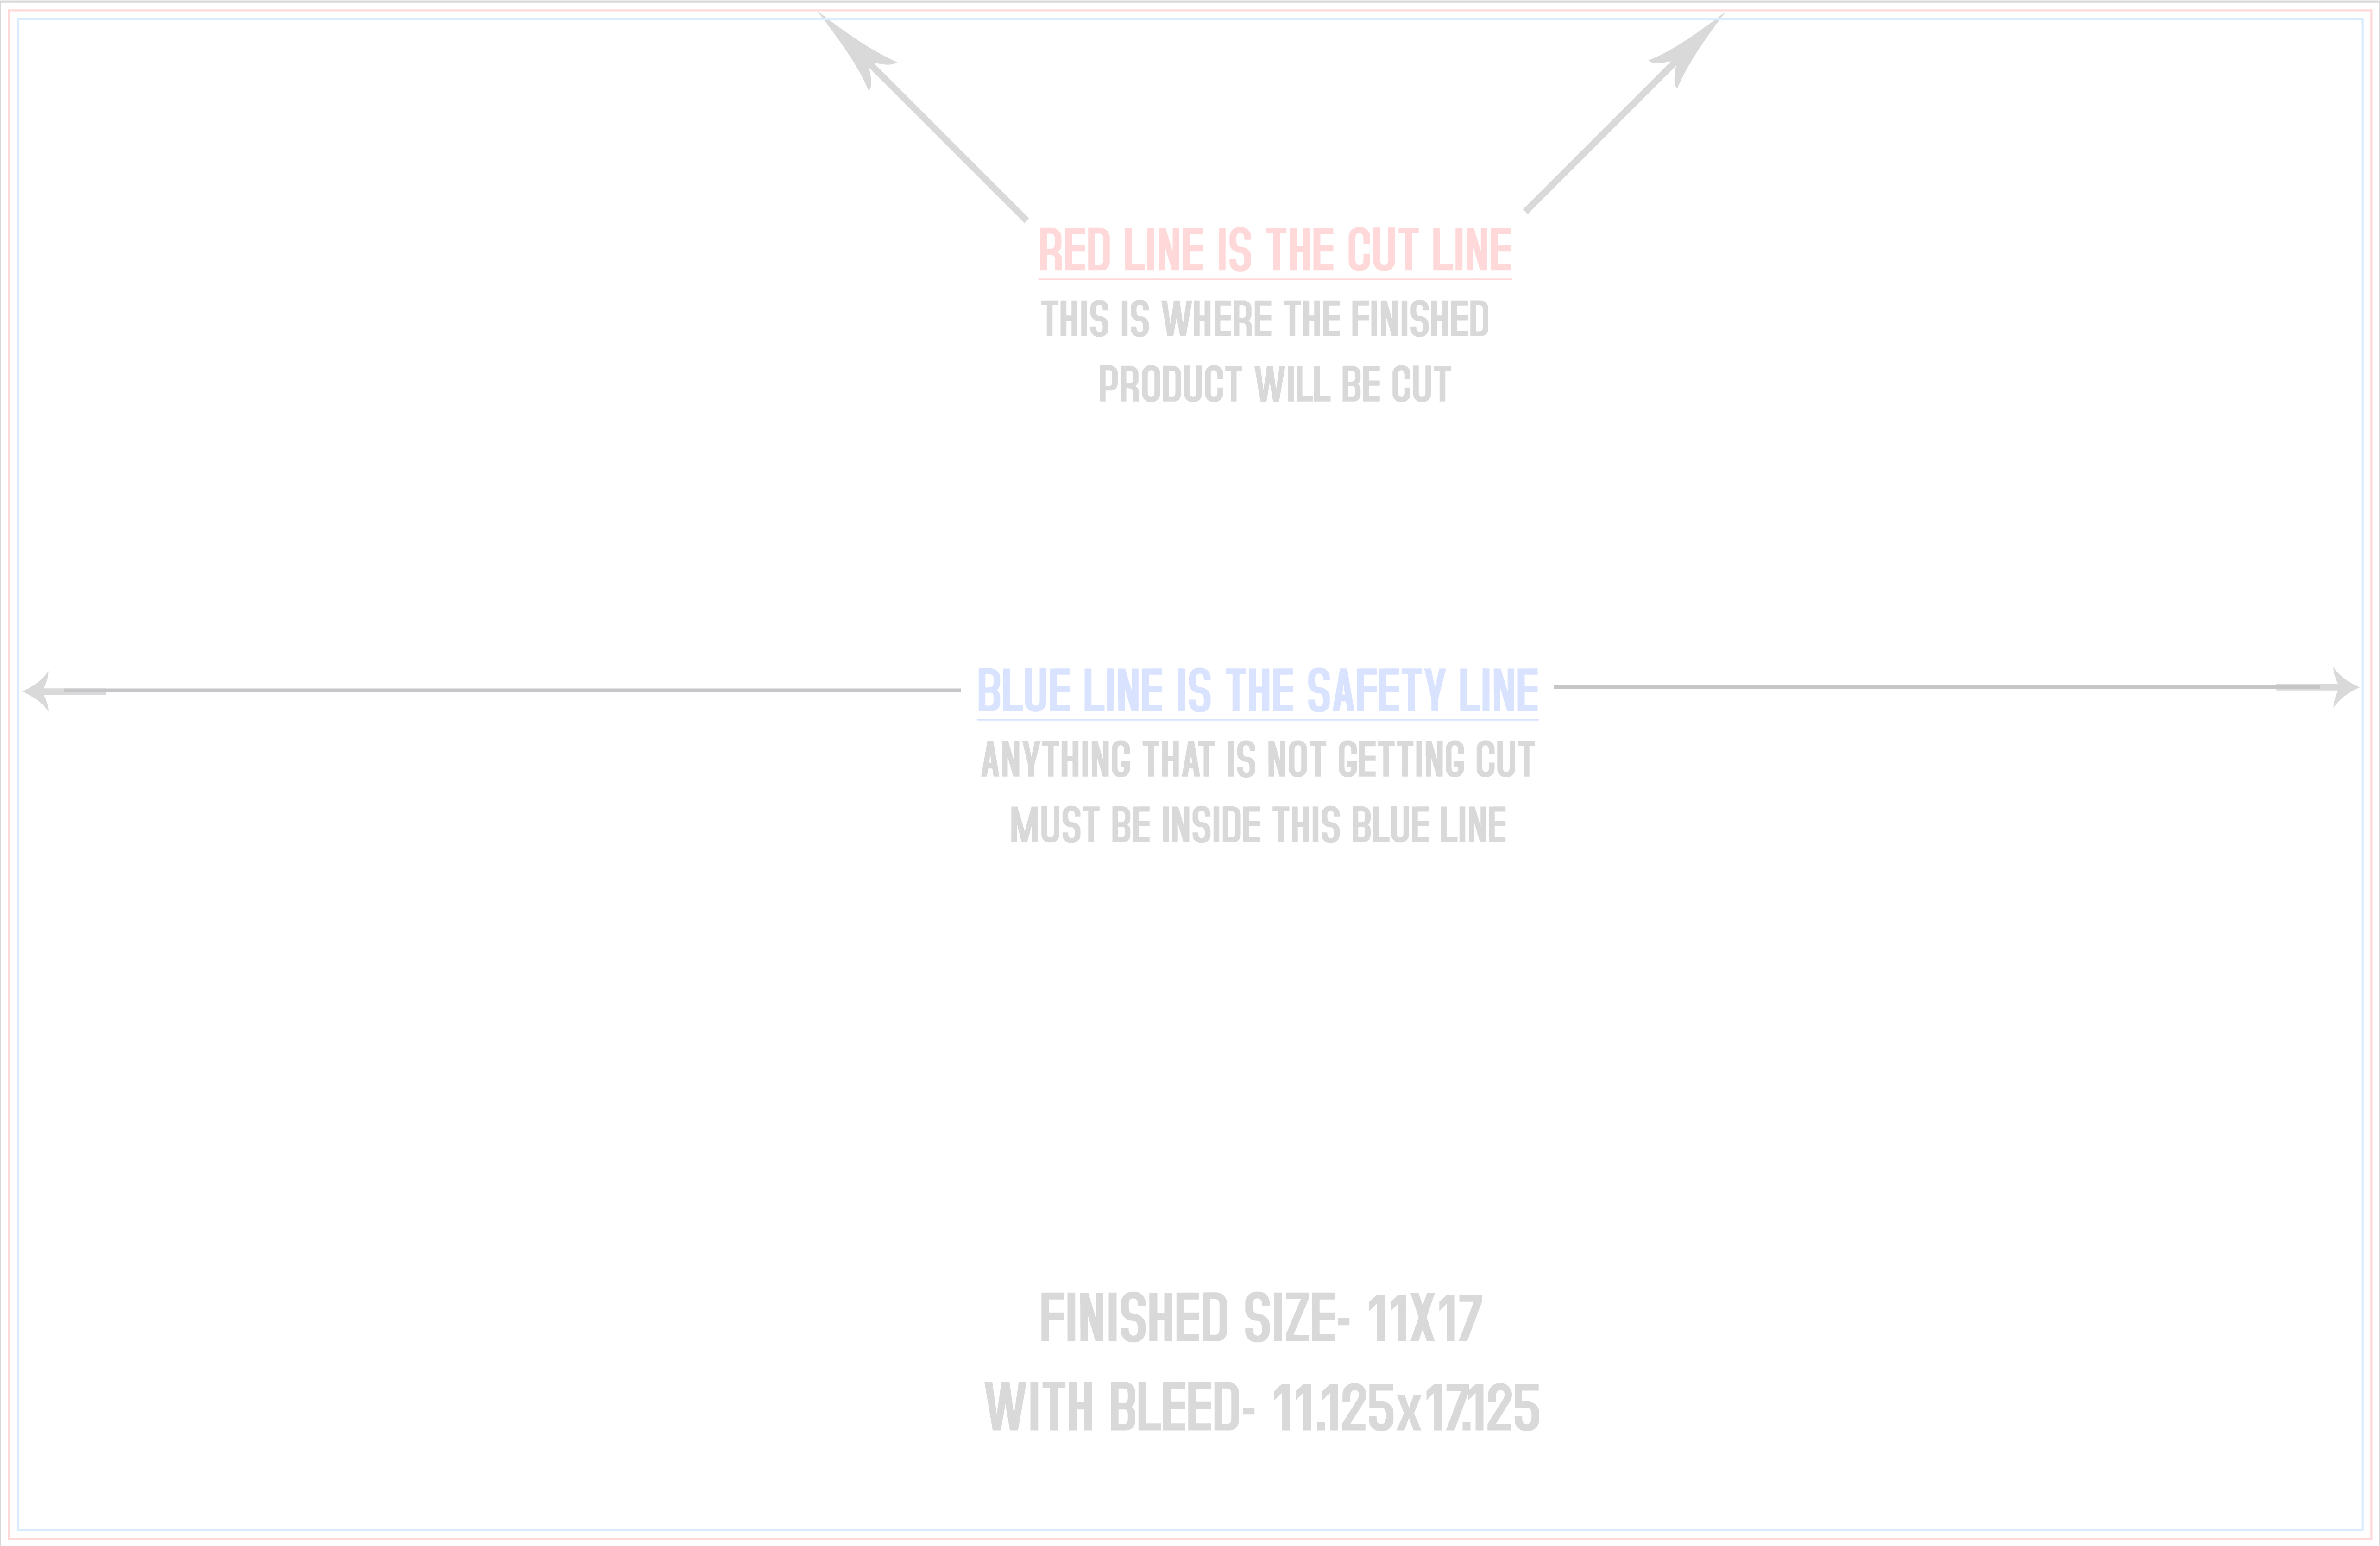 RED LINE IS THE CUT LINE
THIS IS WHERE THE FINISHED
PRODUCT WILL BE CUT
BLUE LINE IS THE SAFETY LINE
ANYTHING THAT IS NOT GETTING CUT
MUST BE INSIDE THIS BLUE LINE
FINISHED SIZE- 11X17
WITH BLEED- 11.125x17.125